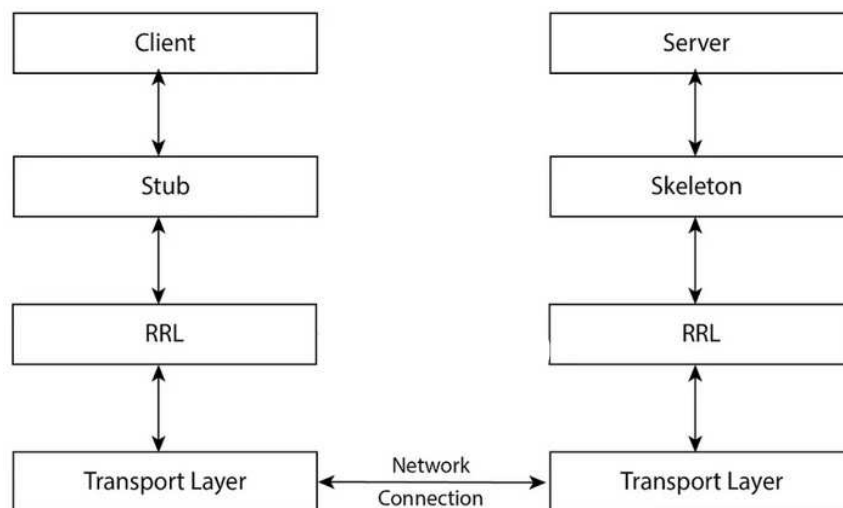 Client
Server
Stub
Skeleton
RRL
RRL
Transport Layer
Network
Connection
Transport Layer